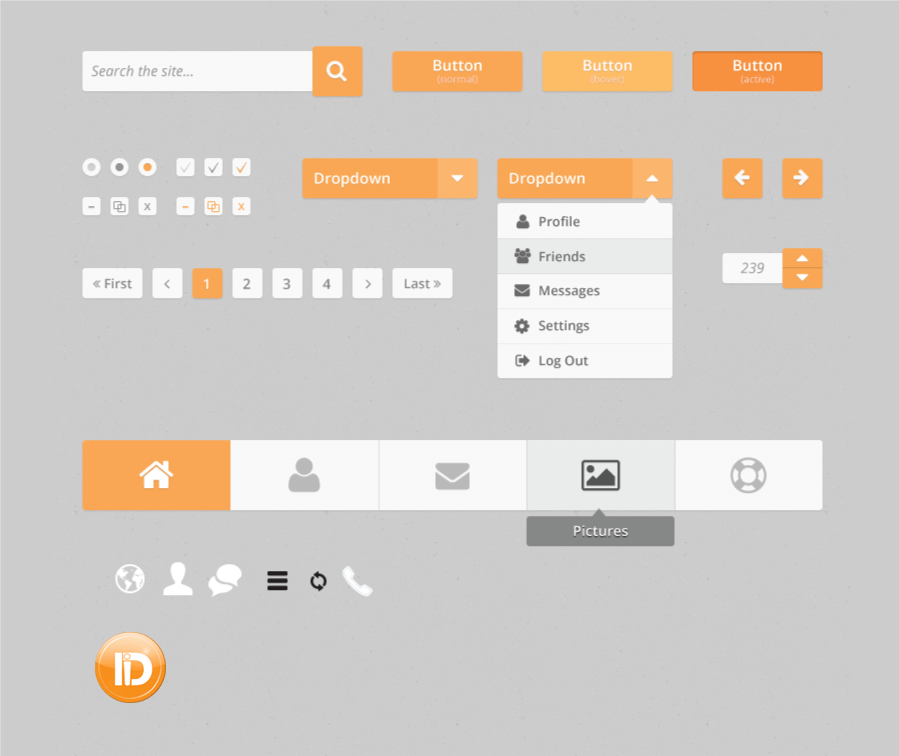 Search the site...
Button
(normal)
Button
(hover)
Button
(active)
Dropdown
Dropdown
Profile
Friends
Messages
Settings
Log Out
239
« First
<
1
2
3
4
>
Last »
Pictures
iD